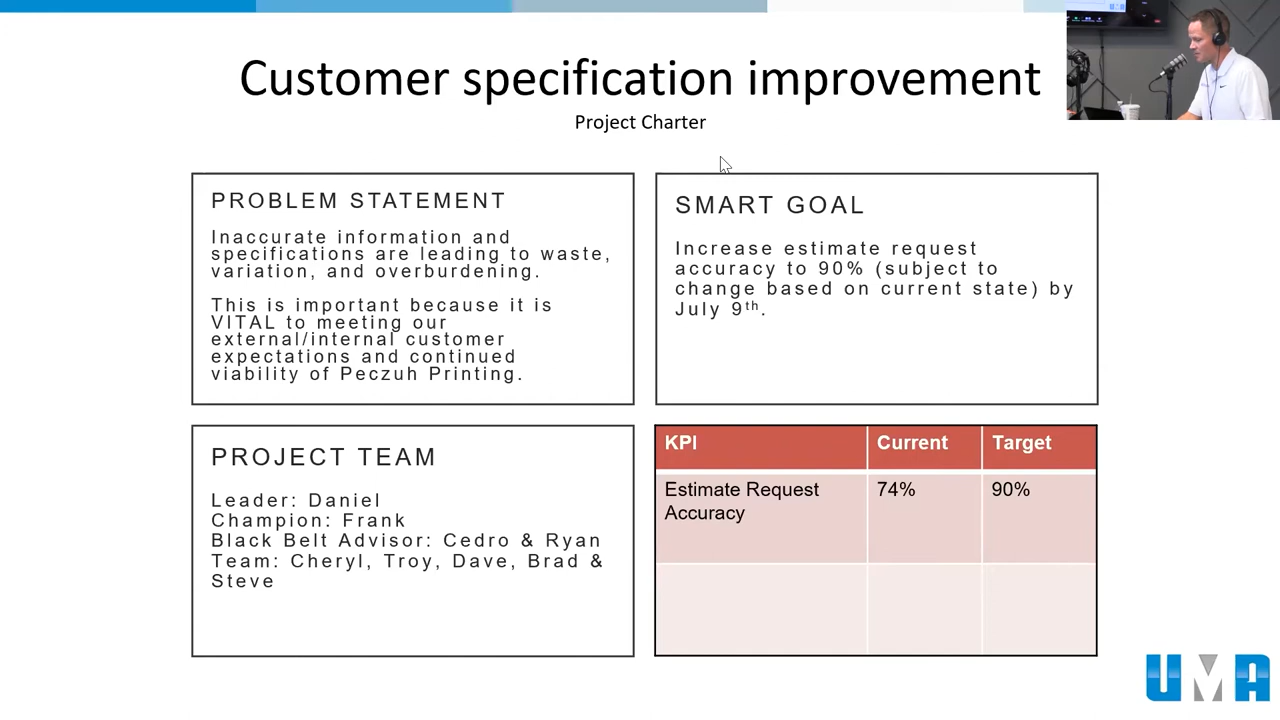 Customer specification improvement
Project Charter
PROBLEM STATEMENT
Inaccurate information and
specifications are leading to waste,
variation, and overburdening.
This is important because it is
VITAL to meeting our
external/internal customer
expectations and continued
viability of Peczuh Printing.
SMART GOAL
Increase estimate request
accuracy to 90% (subject to
change based on current state) by
July 9th.
PROJECT TEAM
Leader: Daniel
Champion: Frank
Black Belt Advisor: Cedro & Ryan
Team: Cheryl, Troy, Dave, Brad &
Steve
KPI Current Target
Estimate Request 74% 90%
Accuracy
UMA